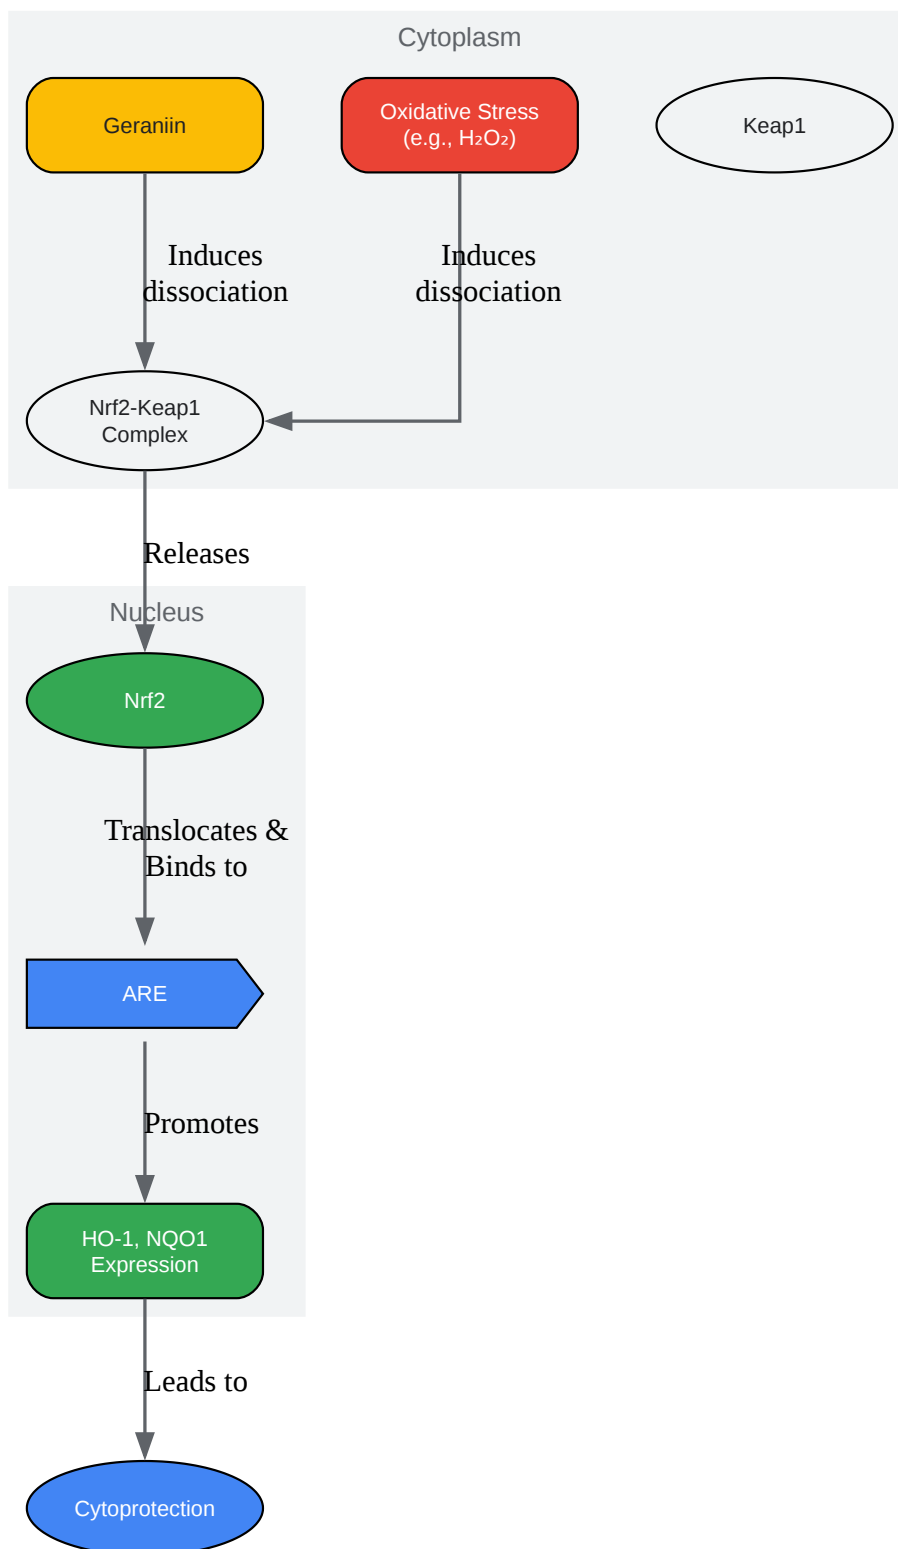 Cytoplasm
Geraniin
Oxidative Stress
(e.g., H₂O₂)
Keap1
Induces
dissociation
Induces
dissociation
Nrf2-Keap1
Complex
Releases
Nucleus
Nrf2
Translocates &
Binds to
ARE
Promotes
HO-1, NQO1
Expression
Leads to
Cytoprotection